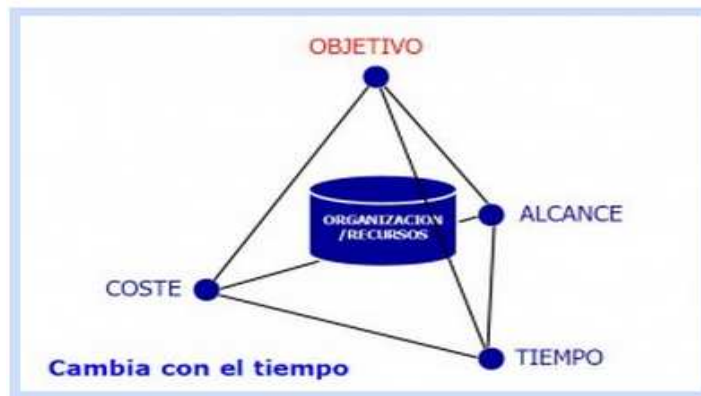 OBJETIVO
ORGANIZACION
/RECURSOS
ALCANCE
COSTE
TIEMPO
Cambia con el tiempo